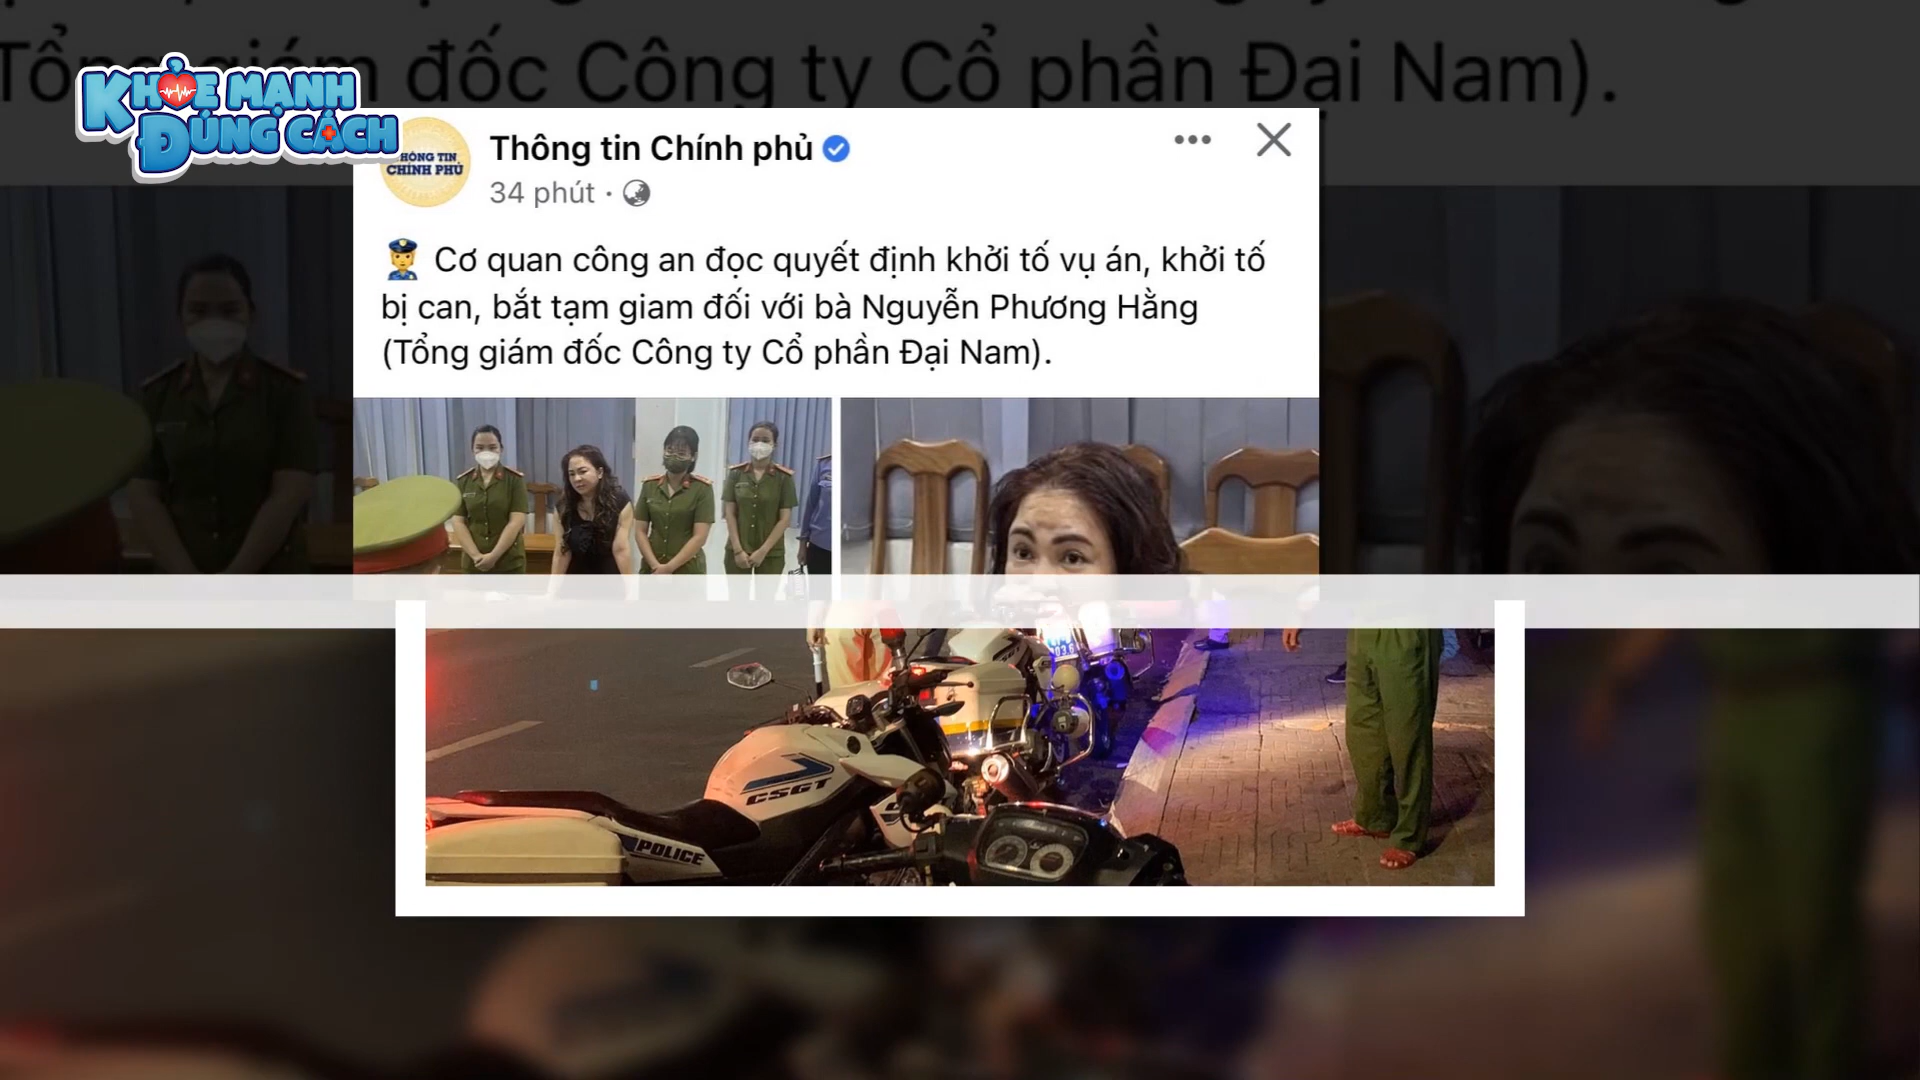 Tổng giám đốc Công ty Cổ phần Đại Nam).
KHỎE MẠNH
ĐÚNG CÁCH
THÔNG TIN
CHÍNH PHỦ
Thông tin Chính phủ
34 phút ·
Cơ quan công an đọc quyết định khởi tố vụ án, khởi tố
bị can, bắt tạm giam đối với bà Nguyễn Phương Hằng
(Tổng giám đốc Công ty Cổ phần Đại Nam).
CSGT
POLICE